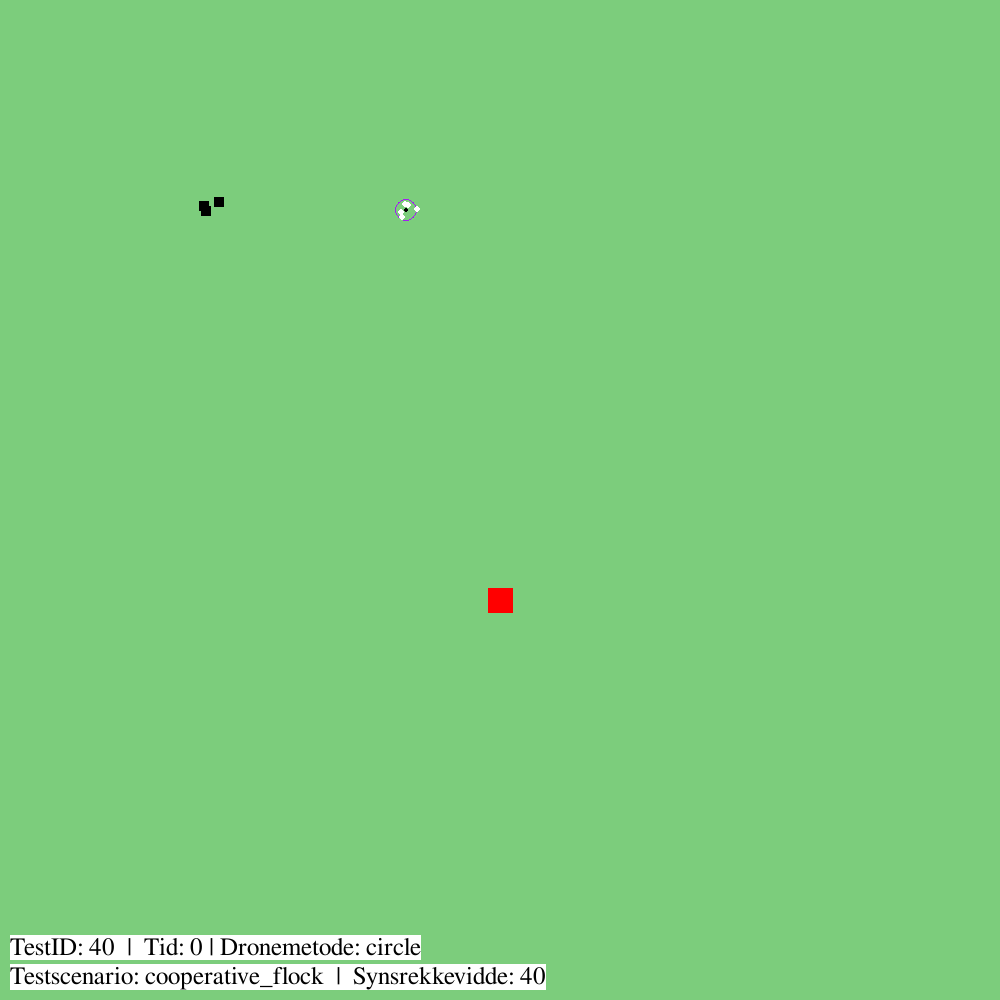 TestID: 40 | Tid: 0 | Dronemetode: circle
Testscenario: cooperative_flock | Synsrekkevidde: 40